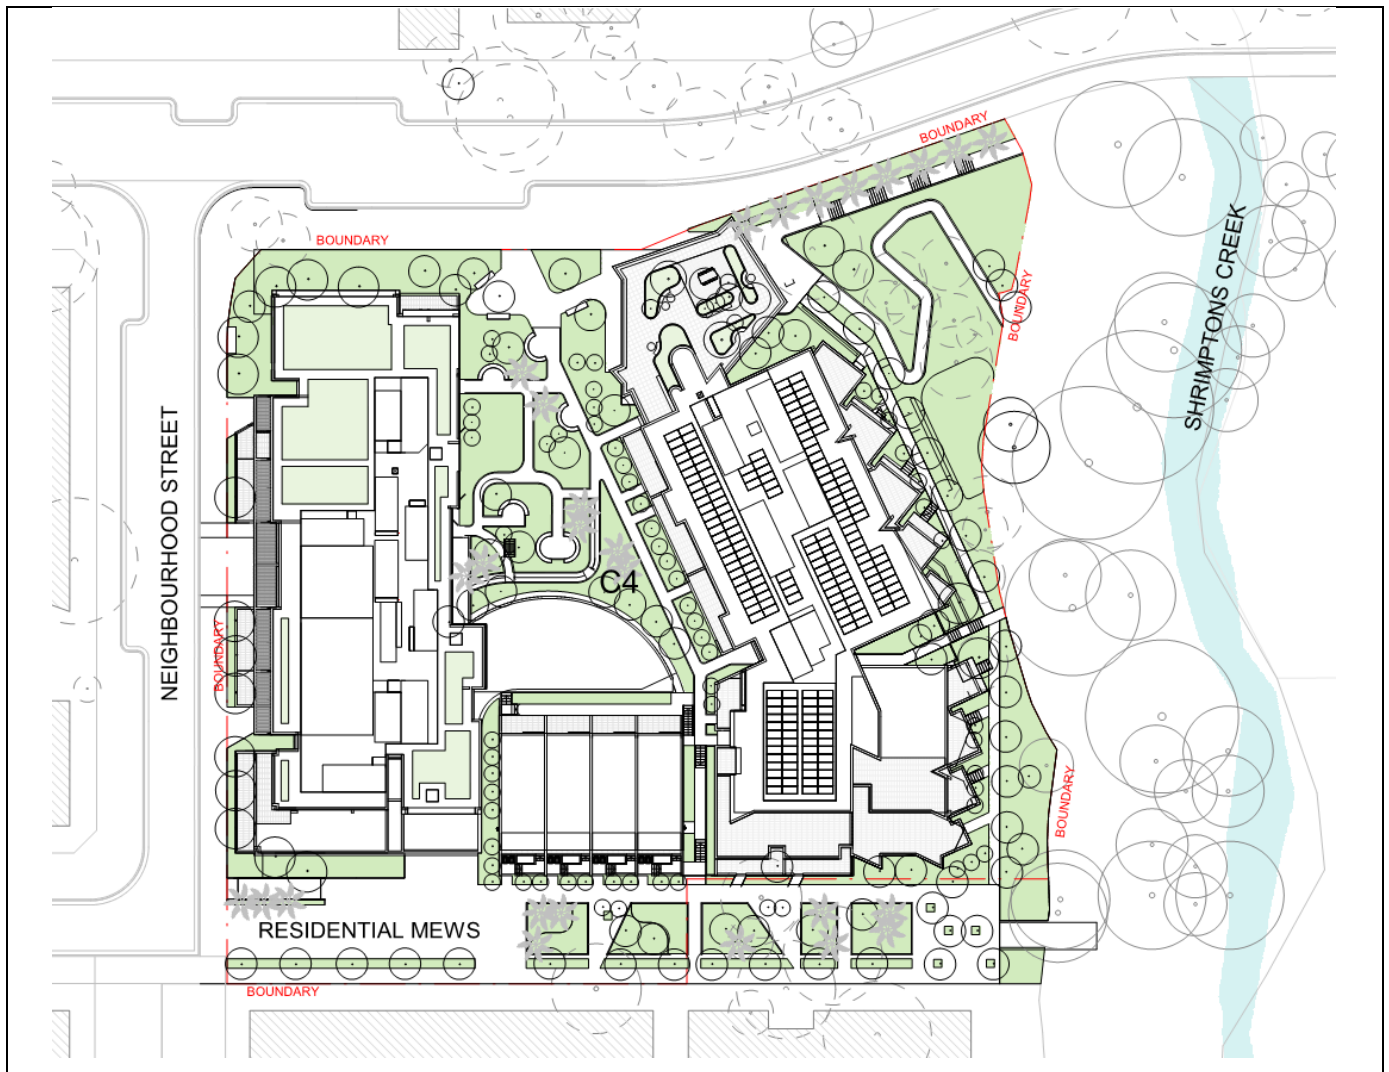 BOUNDARY
BOUNDARY
SHRIMPTONS CREEK
BOUNDARY
NEIGHBOURHOOD STREET
C4
BOUNDARY
BOUNDARY
RESIDENTIAL MEWS
BOUNDARY